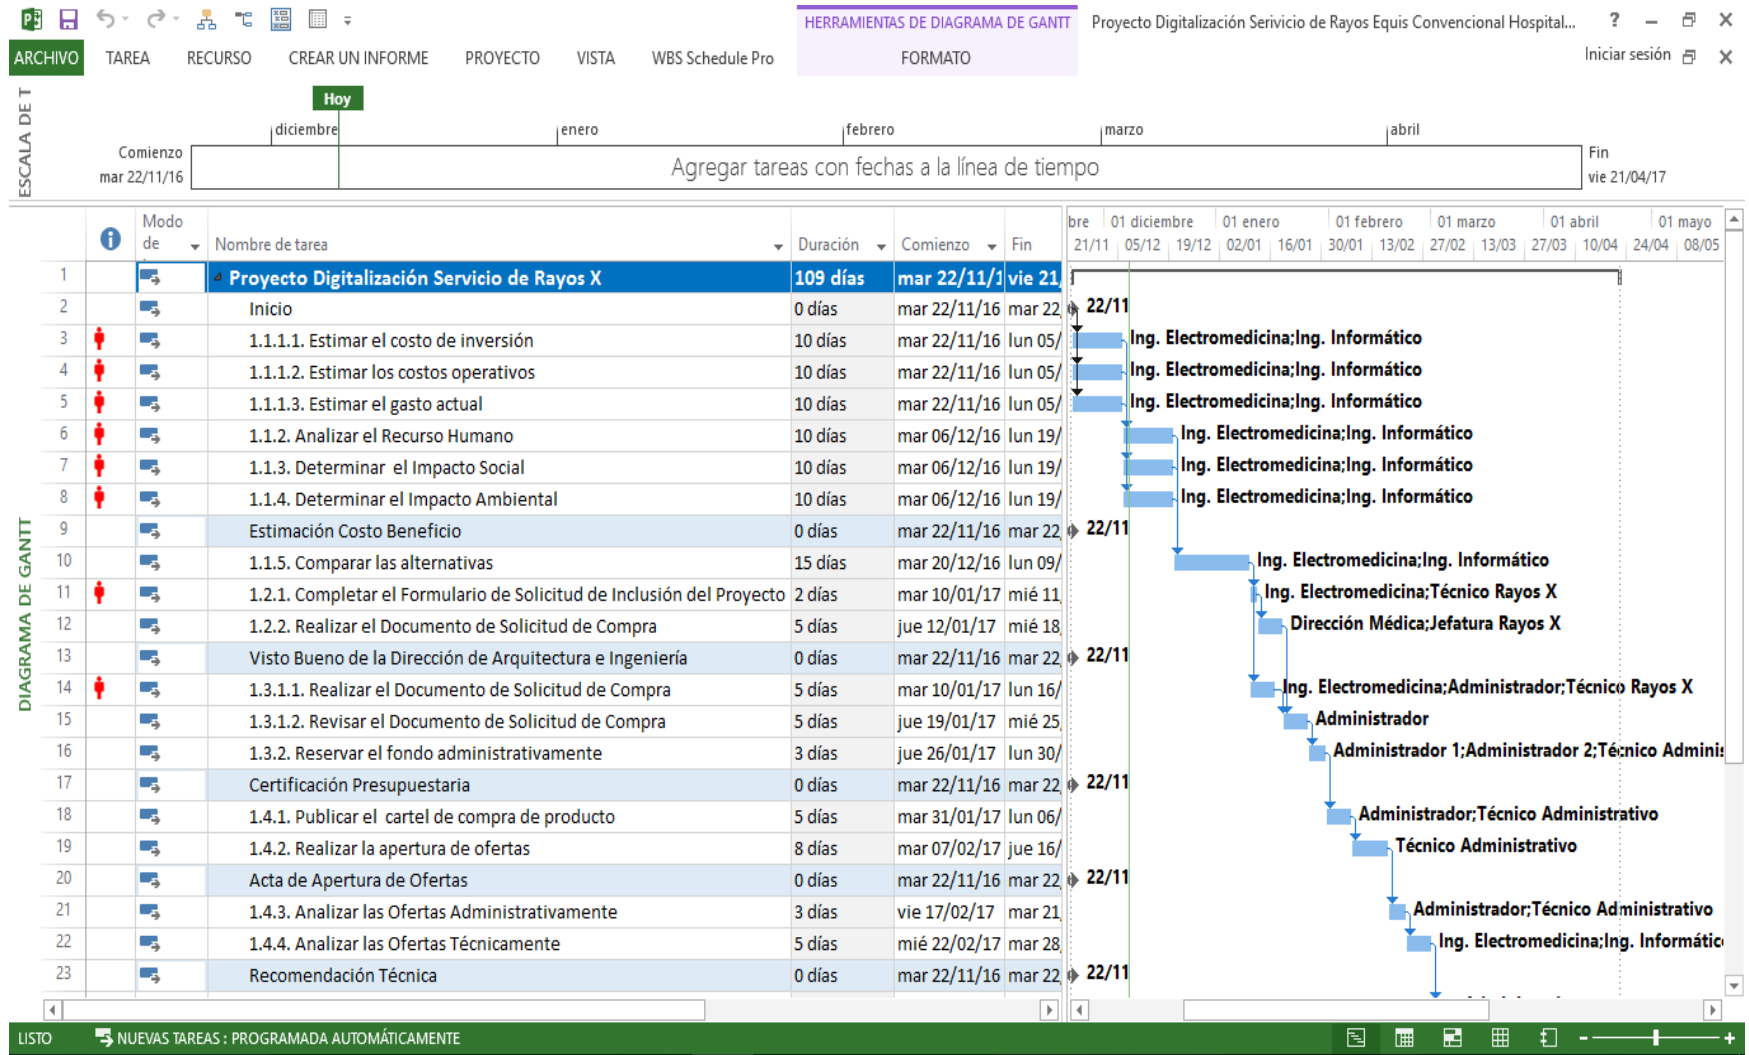 HERRAMIENTAS DE DIAGRAMA DE GANTT
Proyecto Digitalización Serivicio de Rayos Equis Convencional Hospital...
ARCHIVO TAREA RECURSO CREAR UN INFORME PROYECTO VISTA WBS Schedule Pro FORMATO Iniciar sesión
ESCALA DE T
Hoy
diciembre enero febrero marzo abril
Comienzo
mar 22/11/16
Agregar tareas con fechas a la línea de tiempo
Fin
vie 21/04/17
DIAGRAMA DE GANTT
Modo
de Nombre de tarea Duración Comienzo Fin
bre 01 diciembre 01 enero 01 febrero 01 marzo 01 abril 01 mayo
21/11 05/12 19/12 02/01 16/01 30/01 13/02 27/02 13/03 27/03 10/04 24/04 08/05
1 Proyecto Digitalización Servicio de Rayos X 109 días mar 22/11/1 vie 21,
2 Inicio 0 días mar 22/11/16 mar 22, 22/11
3 1.1.1.1. Estimar el costo de inversión 10 días mar 22/11/16 lun 05/ Ing. Electromedicina;Ing. Informático
4 1.1.1.2. Estimar los costos operativos 10 días mar 22/11/16 lun 05/ Ing. Electromedicina;Ing. Informático
5 1.1.1.3. Estimar el gasto actual 10 días mar 22/11/16 lun 05/ Ing. Electromedicina;Ing. Informático
6 1.1.2. Analizar el Recurso Humano 10 días mar 06/12/16 lun 19/ Ing. Electromedicina;Ing. Informático
7 1.1.3. Determinar el Impacto Social 10 días mar 06/12/16 lun 19/ Ing. Electromedicina;Ing. Informático
8 1.1.4. Determinar el Impacto Ambiental 10 días mar 06/12/16 lun 19/ Ing. Electromedicina;Ing. Informático
9 Estimación Costo Beneficio 0 días mar 22/11/16 mar 22, 22/11
10 1.1.5. Comparar las alternativas 15 días mar 20/12/16 lun 09/ Ing. Electromedicina;Ing. Informático
11 1.2.1. Completar el Formulario de Solicitud de Inclusión del Proyecto 2 días mar 10/01/17 mié 11, Ing. Electromedicina;Técnico Rayos X
12 1.2.2. Realizar el Documento de Solicitud de Compra 5 días jue 12/01/17 mié 18, Dirección Médica;Jefatura Rayos X
13 Visto Bueno de la Dirección de Arquitectura e Ingeniería 0 días mar 22/11/16 mar 22, 22/11
14 1.3.1.1. Realizar el Documento de Solicitud de Compra 5 días mar 10/01/17 lun 16/ Ing. Electromedicina;Administrador;Técnico Rayos X
15 1.3.1.2. Revisar el Documento de Solicitud de Compra 5 días jue 19/01/17 mié 25, Administrador
16 1.3.2. Reservar el fondo administrativamente 3 días jue 26/01/17 lun 30/ Administrador 1;Administrador 2;Técnico Adminis
17 Certificación Presupuestaria 0 días mar 22/11/16 mar 22, 22/11
18 1.4.1. Publicar el cartel de compra de producto 5 días mar 31/01/17 lun 06/ Administrador;Técnico Administrativo
19 1.4.2. Realizar la apertura de ofertas 8 días mar 07/02/17 jue 16/ Técnico Administrativo
20 Acta de Apertura de Ofertas 0 días mar 22/11/16 mar 22, 22/11
21 1.4.3. Analizar las Ofertas Administrativamente 3 días vie 17/02/17 mar 21, Administrador;Técnico Administrativo
22 1.4.4. Analizar las Ofertas Técnicamente 5 días mié 22/02/17 mar 28, Ing. Electromedicina;Ing. Informátic
23 Recomendación Técnica 0 días mar 22/11/16 mar 22, 22/11
LISTO NUEVAS TAREAS : PROGRAMADA AUTOMÁTICAMENTE